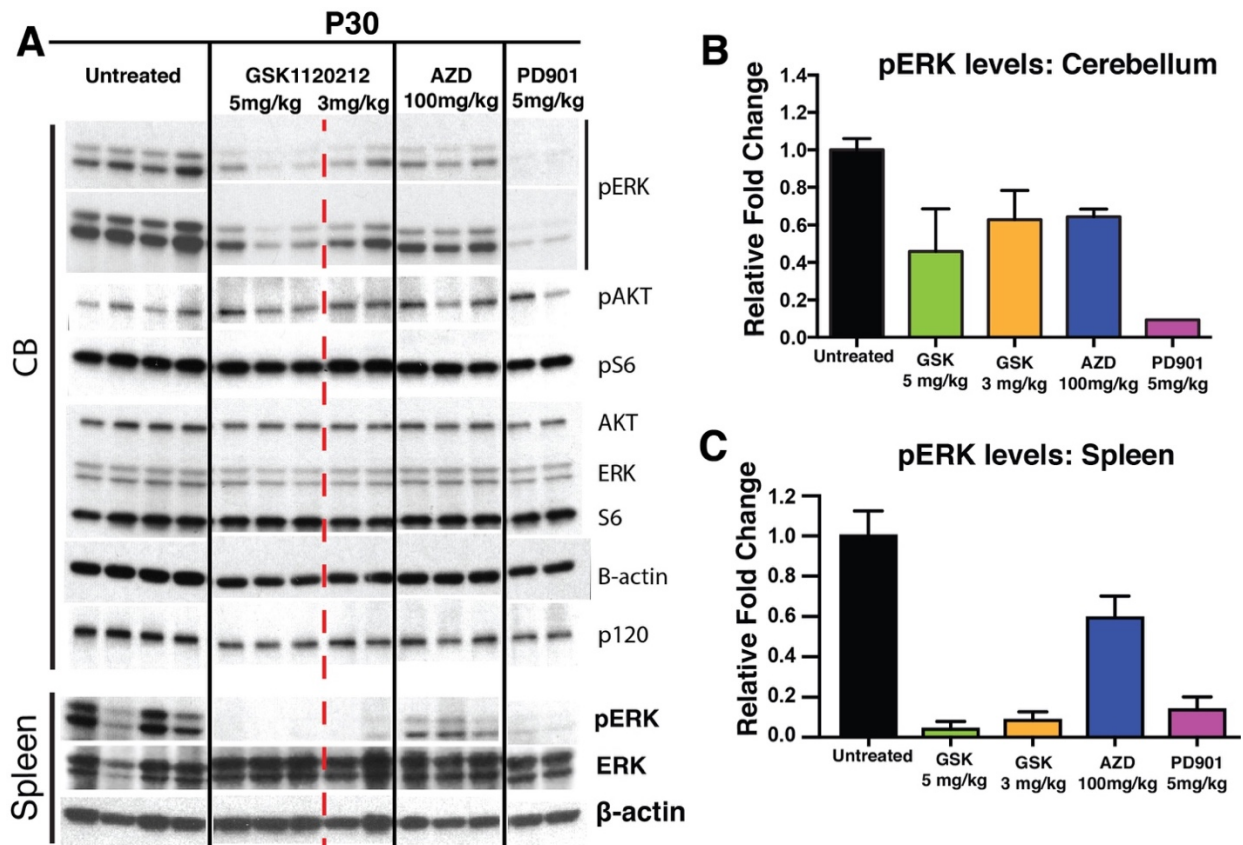 A
P30
Untreated
GSK1120212
5mg/kg 3mg/kg
AZD
100mg/kg
PD901
5mg/kg
CB
pERK
pAKT
pS6
AKT
ERK
S6
B-actin
p120
Spleen
pERK
ERK
β-actin
B
pERK levels: Cerebellum
Relative Fold Change
1.4
1.2
1.0
0.8
0.6
0.4
0.2
0.0
Untreated
GSK
5 mg/kg
GSK
3 mg/kg
AZD
100mg/kg
PD901
5mg/kg
C
pERK levels: Spleen
Relative Fold Change
1.2
1.0
0.8
0.6
0.4
0.2
0.0
Untreated
GSK
5 mg/kg
GSK
3 mg/kg
AZD
100mg/kg
PD901
5mg/kg